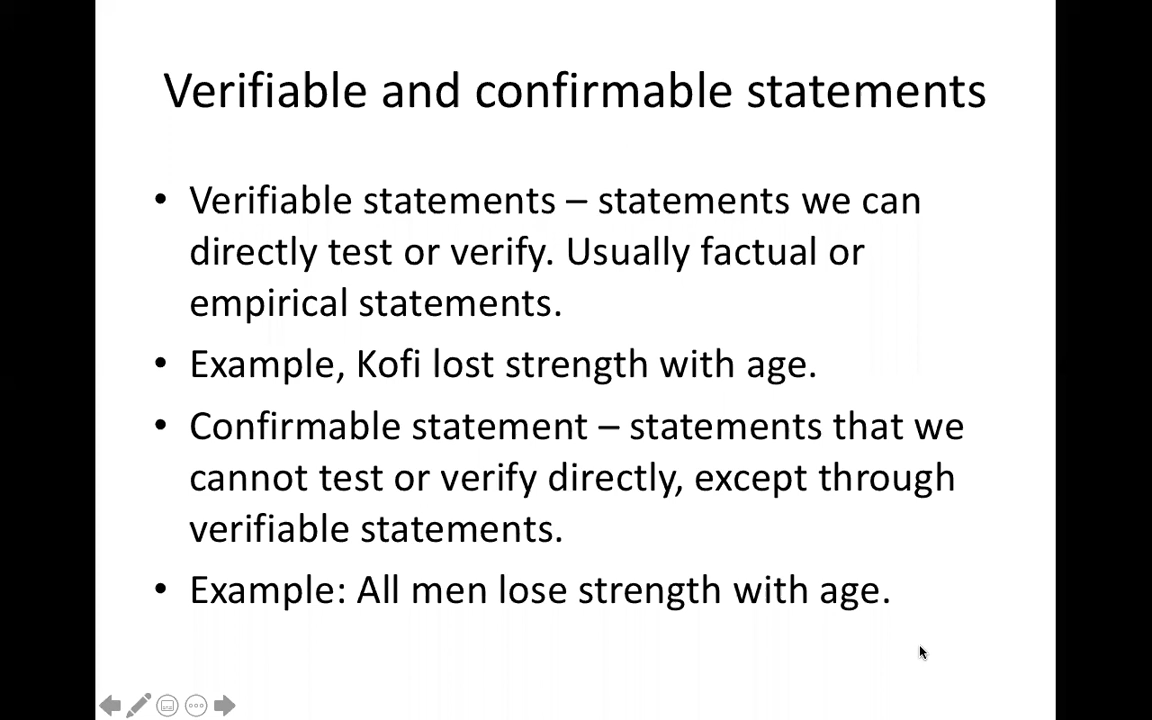 Verifiable and confirmable statements
• Verifiable statements – statements we can
directly test or verify. Usually factual or
empirical statements.
• Example, Kofi lost strength with age.
• Confirmable statement – statements that we
cannot test or verify directly, except through
verifiable statements.
• Example: All men lose strength with age.